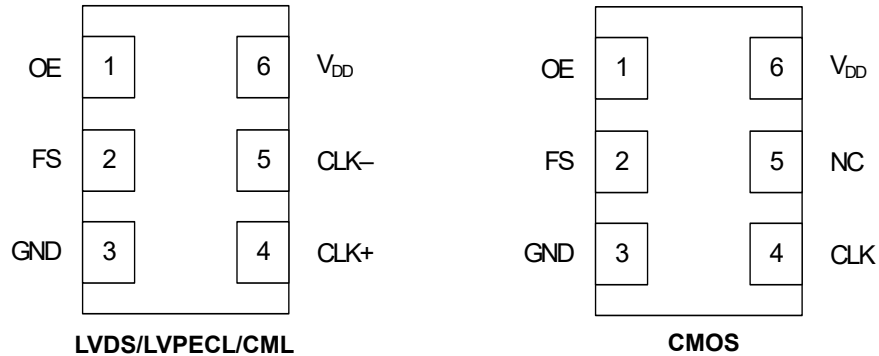 OE 1 6 VDD
FS 2 5 CLK–
GND 3 4 CLK+
LVDS/LVPECL/CML
OE 1 6 VDD
FS 2 5 NC
GND 3 4 CLK
CMOS